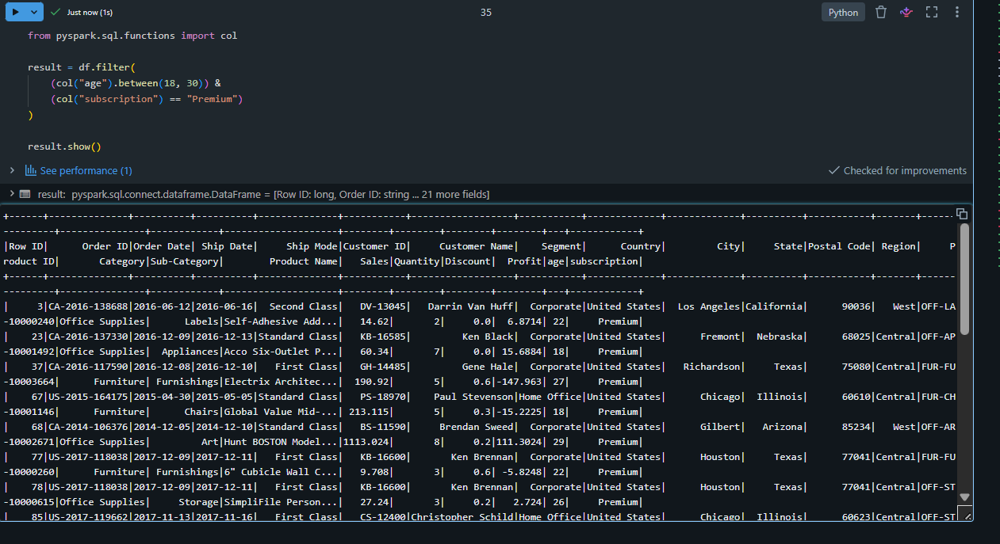 Just now (1s)
35
Python
from pyspark.sql.functions import col
result = df.filter(
    (col("age").between(18, 30)) &
    (col("subscription") == "Premium")
)
result.show()
See performance (1)
Checked for improvements
result: pyspark.sql.connect.dataframe.DataFrame = [Row ID: long, Order ID: string ... 21 more fields]
+------+--------------+----------+----------+--------------+-----------+------------------+-----------+-------------+-------------+----------+-----------+-------+------
---------+---------------+------------+--------------------+--------+--------+--------+--------+---+------------+
|Row ID|      Order ID|Order Date| Ship Date|     Ship Mode|Customer ID|     Customer Name|    Segment|      Country|         City|     State|Postal Code| Region|     P
roduct ID|       Category|Sub-Category|        Product Name|   Sales|Quantity|Discount|  Profit|age|subscription|
+------+--------------+----------+----------+--------------+-----------+------------------+-----------+-------------+-------------+----------+-----------+-------+------
---------+---------------+------------+--------------------+--------+--------+--------+--------+---+------------+
|     3|CA-2016-138688|2016-06-12|2016-06-16|  Second Class|   DV-13045|   Darrin Van Huff|  Corporate|United States|  Los Angeles|California|      90036|   West|OFF-LA
-10000240|Office Supplies|      Labels|Self-Adhesive Add...|   14.62|       2|     0.0|  6.8714| 22|     Premium|
|    23|CA-2016-137330|2016-12-09|2016-12-13|Standard Class|   KB-16585|         Ken Black|  Corporate|United States|      Fremont|  Nebraska|      68025|Central|OFF-AP
-10001492|Office Supplies|  Appliances|Acco Six-Outlet P...|   60.34|       7|     0.0| 15.6884| 18|     Premium|
|    37|CA-2016-117590|2016-12-08|2016-12-10|   First Class|   GH-14485|         Gene Hale|  Corporate|United States|   Richardson|     Texas|      75080|Central|FUR-FU
-10003664|      Furniture| Furnishings|Electrix Architec...|  190.92|       5|     0.6|-147.963| 27|     Premium|
|    67|US-2015-164175|2015-04-30|2015-05-05|Standard Class|   PS-18970|    Paul Stevenson|Home Office|United States|      Chicago|  Illinois|      60610|Central|FUR-CH
-10001146|      Furniture|      Chairs|Global Value Mid-...| 213.115|       5|     0.3|-15.2225| 18|     Premium|
|    68|CA-2014-106376|2014-12-05|2014-12-10|Standard Class|   BS-11590|     Brendan Sweed|  Corporate|United States|      Gilbert|   Arizona|      85234|   West|OFF-AR
-10002671|Office Supplies|         Art|Hunt BOSTON Model...|1113.024|       8|     0.2|111.3024| 29|     Premium|
|    77|US-2017-118038|2017-12-09|2017-12-11|   First Class|   KB-16600|       Ken Brennan|  Corporate|United States|      Houston|     Texas|      77041|Central|FUR-FU
-10000260|      Furniture| Furnishings|6" Cubicle Wall C...|   9.708|       3|     0.6| -5.8248| 22|     Premium|
|    78|US-2017-118038|2017-12-09|2017-12-11|   First Class|   KB-16600|       Ken Brennan|  Corporate|United States|      Houston|     Texas|      77041|Central|OFF-ST
-10000615|Office Supplies|     Storage|SimpliFile Person...|   27.24|       3|     0.2|   2.724| 26|     Premium|
|    85|US-2017-119662|2017-11-13|2017-11-16|   First Class|   CS-12400|Christopher Schild|Home Office|United States|      Chicago|  Illinois|      60623|Central|OFF-ST